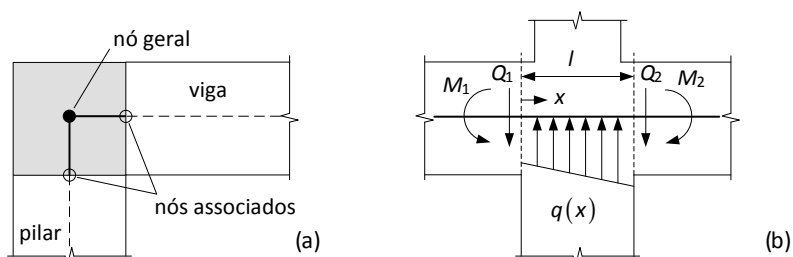 nó geral
viga
nós associados
pilar
(a)
M1
Q1
l
x
Q2
M2
q(x)
(b)